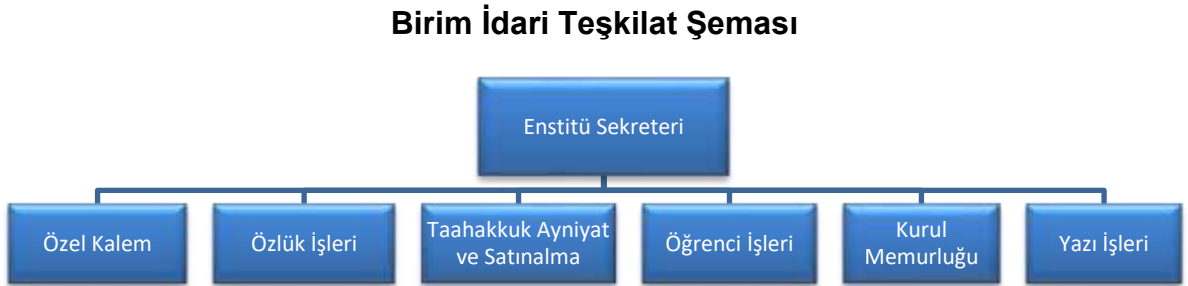 Birim İdari Teşkilat Şeması
Enstitü Sekreteri
Özel Kalem
Özlük İşleri
Taahakkuk Ayniyat
ve Satınalma
Öğrenci İşleri
Kurul
Memurluğu
Yazı İşleri